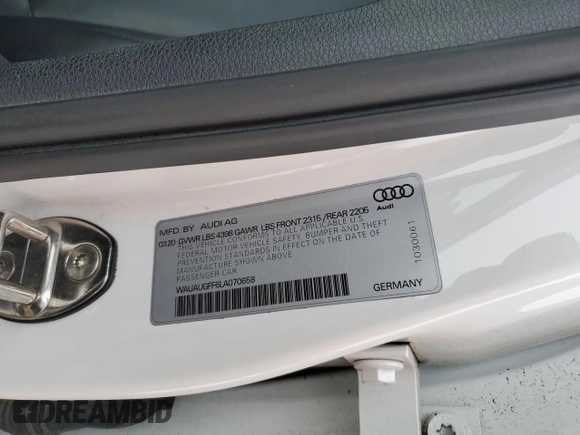 MFD. BY AUDI AG
03.20 GVWR LBS 4398 GAWR LBS FRONT 2315 /REAR 2205
THIS VEHICLE CONFORMS TO ALL APPLICABLE U.S.
FEDERAL MOTOR VEHICLE SAFETY, BUMPER AND THEFT
PREVENTION STANDARDS IN EFFECT ON THE DATE OF
MANUFACTURE SHOWN ABOVE
PASSENGER CAR
WAUAUGFF6LA070658
Audi
1030061
GERMANY
DREAMBID